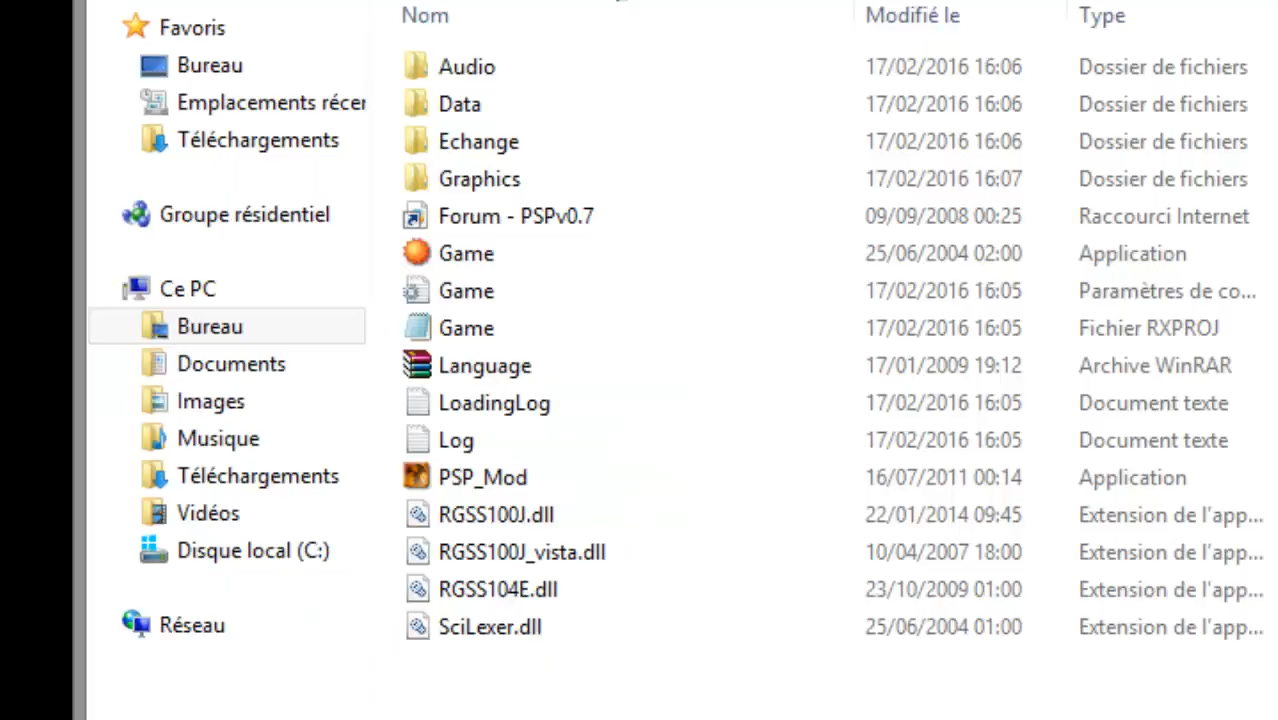 Favoris
Bureau
Emplacements récer
Téléchargements
Groupe résidentiel
Ce PC
Bureau
Documents
Images
Musique
Téléchargements
Vidéos
Disque local (C:)
Réseau
Nom Modifié le Type
Audio 17/02/2016 16:06 Dossier de fichiers
Data 17/02/2016 16:06 Dossier de fichiers
Echange 17/02/2016 16:06 Dossier de fichiers
Graphics 17/02/2016 16:07 Dossier de fichiers
Forum - PSPv0.7 09/09/2008 00:25 Raccourci Internet
Game 25/06/2004 02:00 Application
Game 17/02/2016 16:05 Paramètres de co...
Game 17/02/2016 16:05 Fichier RXPROJ
Language 17/01/2009 19:12 Archive WinRAR
LoadingLog 17/02/2016 16:05 Document texte
Log 17/02/2016 16:05 Document texte
PSP_Mod 16/07/2011 00:14 Application
RGSS100J.dll 22/01/2014 09:45 Extension de l'app...
RGSS100J_vista.dll 10/04/2007 18:00 Extension de l'app...
RGSS104E.dll 23/10/2009 01:00 Extension de l'app...
SciLexer.dll 25/06/2004 01:00 Extension de l'app...